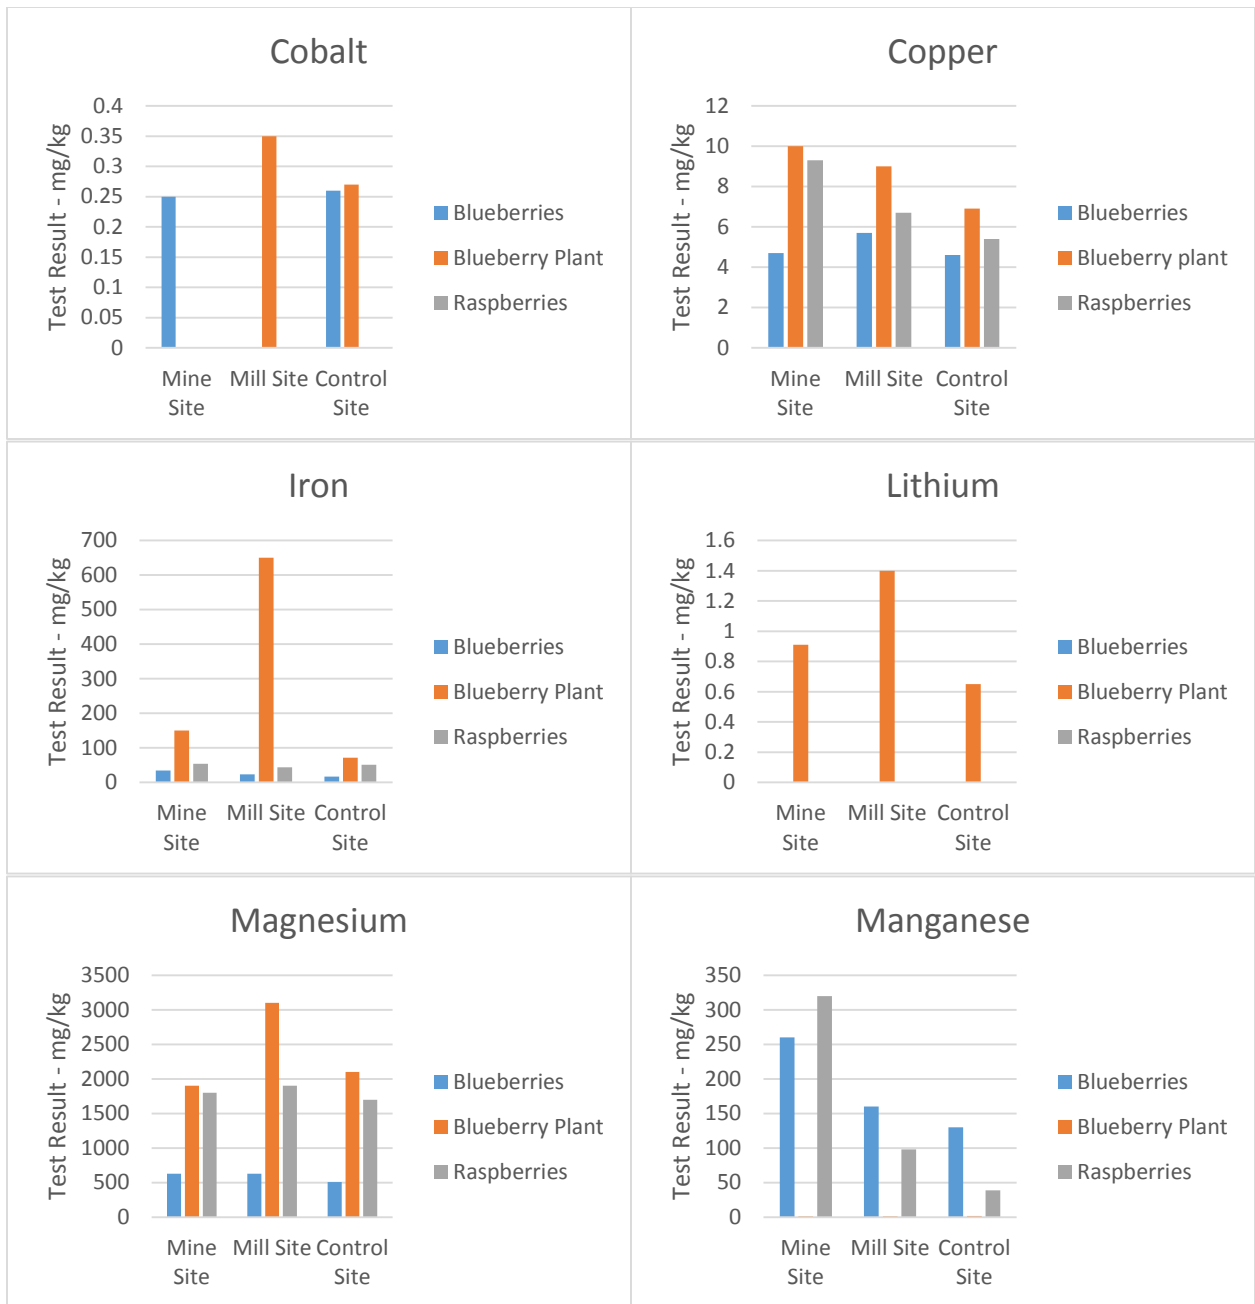 Cobalt
Test Result - mg/kg
0.4
0.35
0.3
0.25
0.2
0.15
0.1
0.05
0
Mine
Site
Mill Site
Control
Site
Blueberries
Blueberry Plant
Raspberries
Copper
Test Result - mg/kg
12
10
8
6
4
2
0
Mine
Site
Mill Site
Control
Site
Blueberries
Blueberry plant
Raspberries
Iron
Test Result - mg/kg
700
600
500
400
300
200
100
0
Mine
Site
Mill Site
Control
Site
Blueberries
Blueberry Plant
Raspberries
Lithium
Test Result - mg/kg
1.6
1.4
1.2
1
0.8
0.6
0.4
0.2
0
Mine
Site
Mill Site
Control
Site
Blueberries
Blueberry Plant
Raspberries
Magnesium
Test Result - mg/kg
3500
3000
2500
2000
1500
1000
500
0
Mine
Site
Mill Site
Control
Site
Blueberries
Blueberry Plant
Raspberries
Manganese
Test Result - mg/kg
350
300
250
200
150
100
50
0
Mine
Site
Mill Site
Control
Site
Blueberries
Blueberry Plant
Raspberries